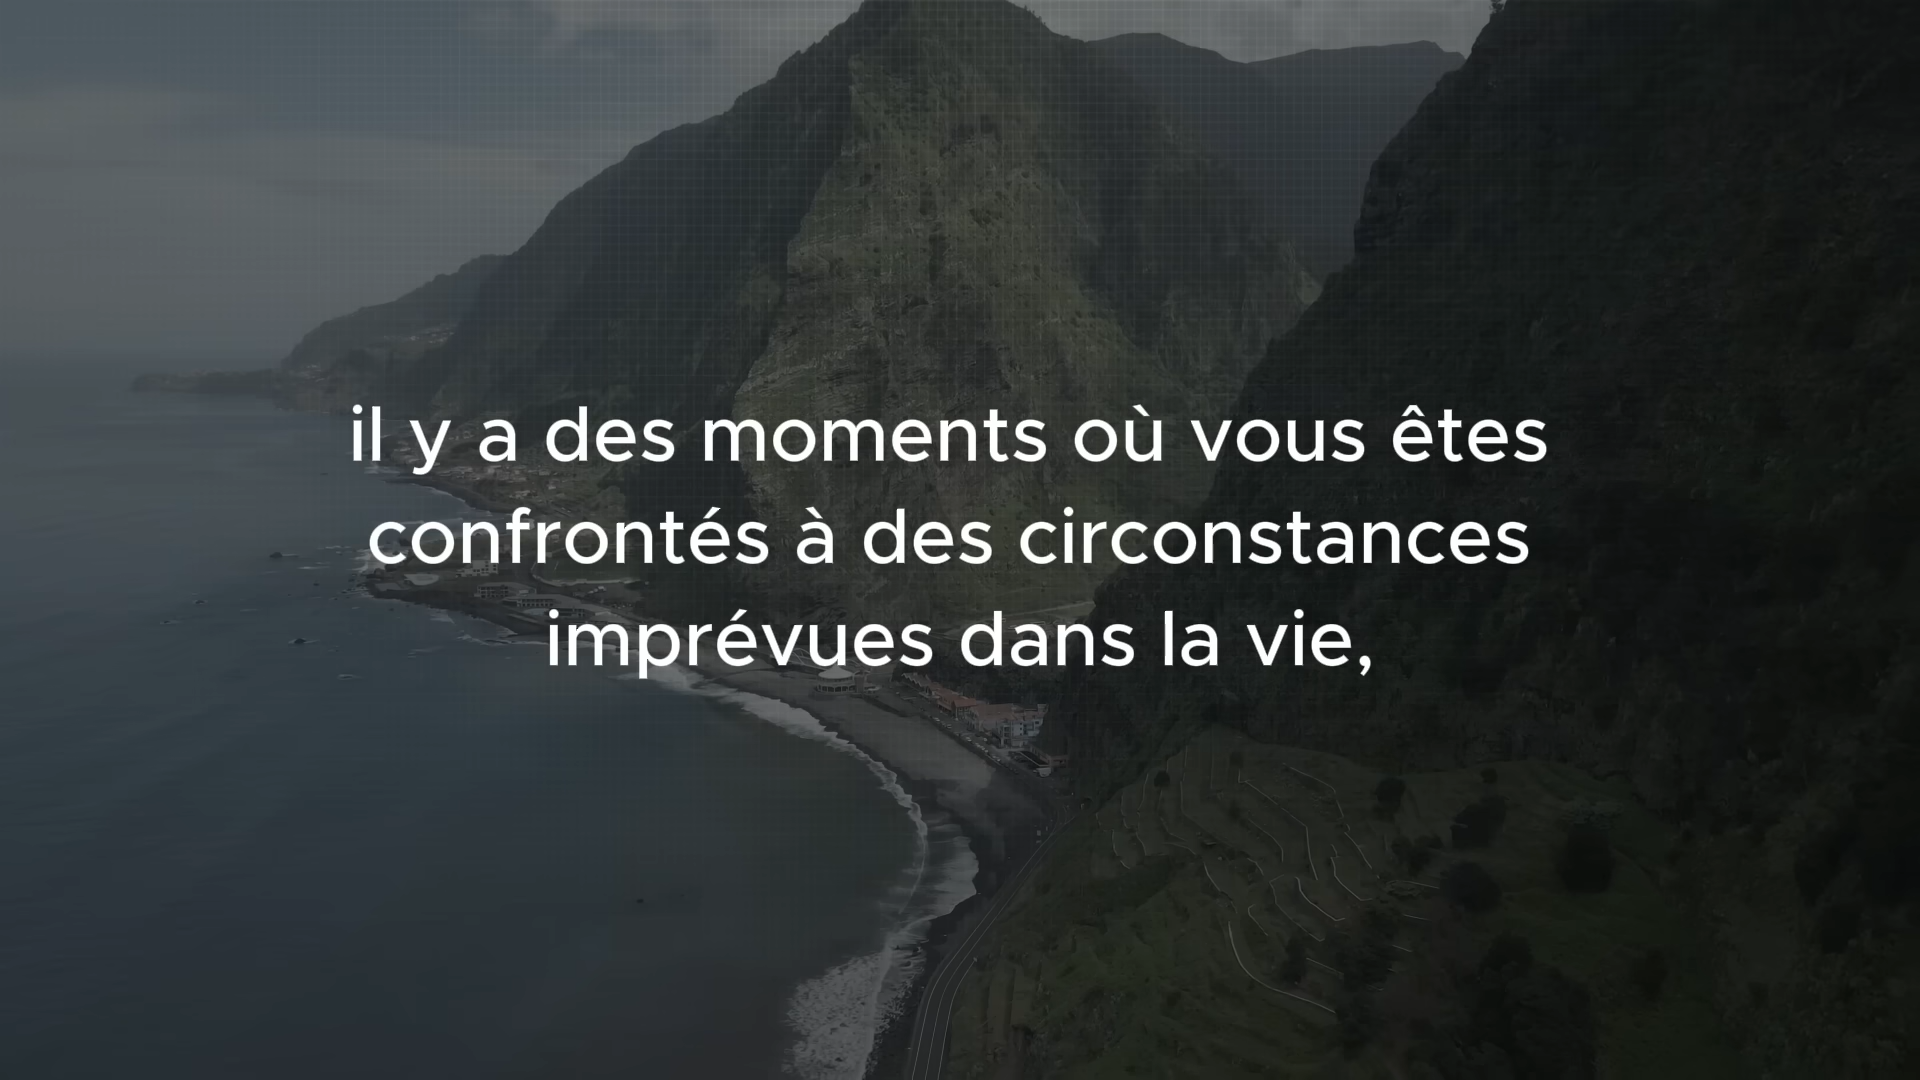 il y a des moments où vous êtes
confrontés à des circonstances
imprévues dans la vie,